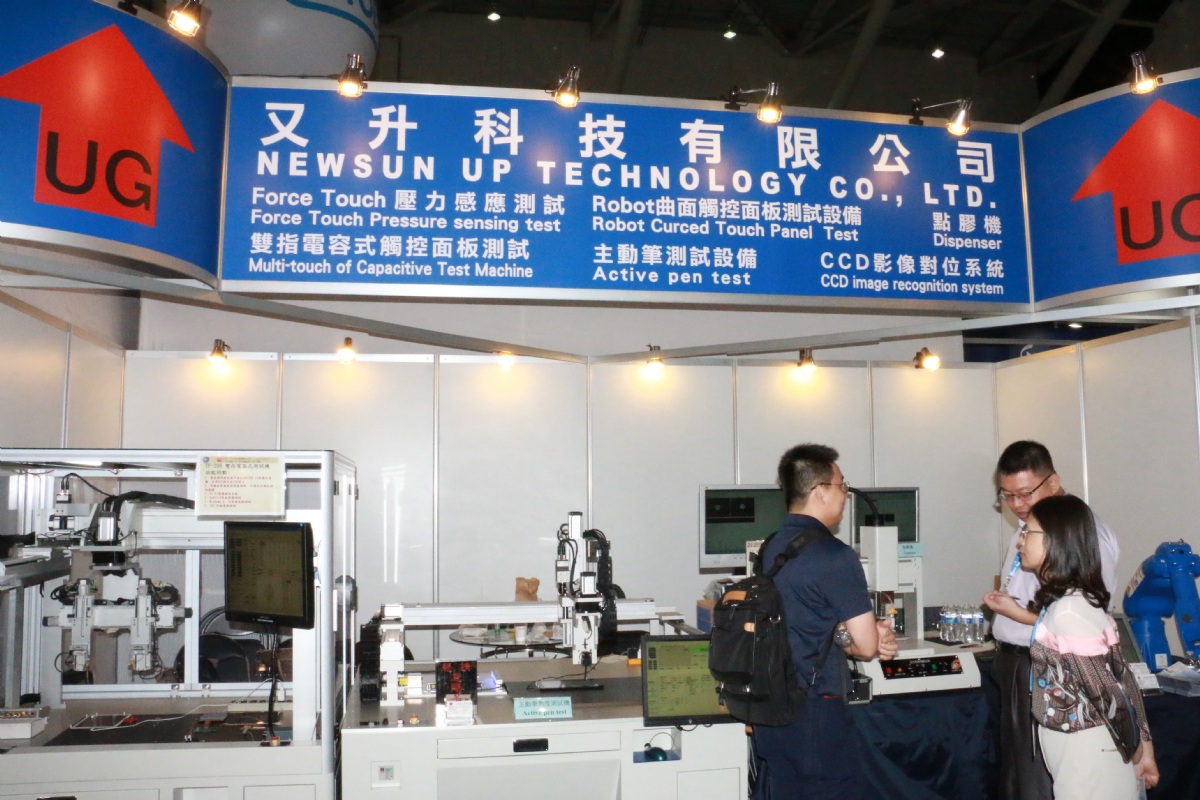 UG
又升科技有限公司
NEWSUN UP TECHNOLOGY CO., LTD.
Force Touch 壓力感應測試
Force Touch Pressure sensing test
雙指電容式觸控面板測試
Multi-touch of Capacitive Test Machine
Robot曲面觸控面板測試設備
Robot Curced Touch Panel Test
主動筆測試設備
Active pen test
點膠機
Dispenser
CCD影像對位系統
CCD image recognition system
UG
Active pen test